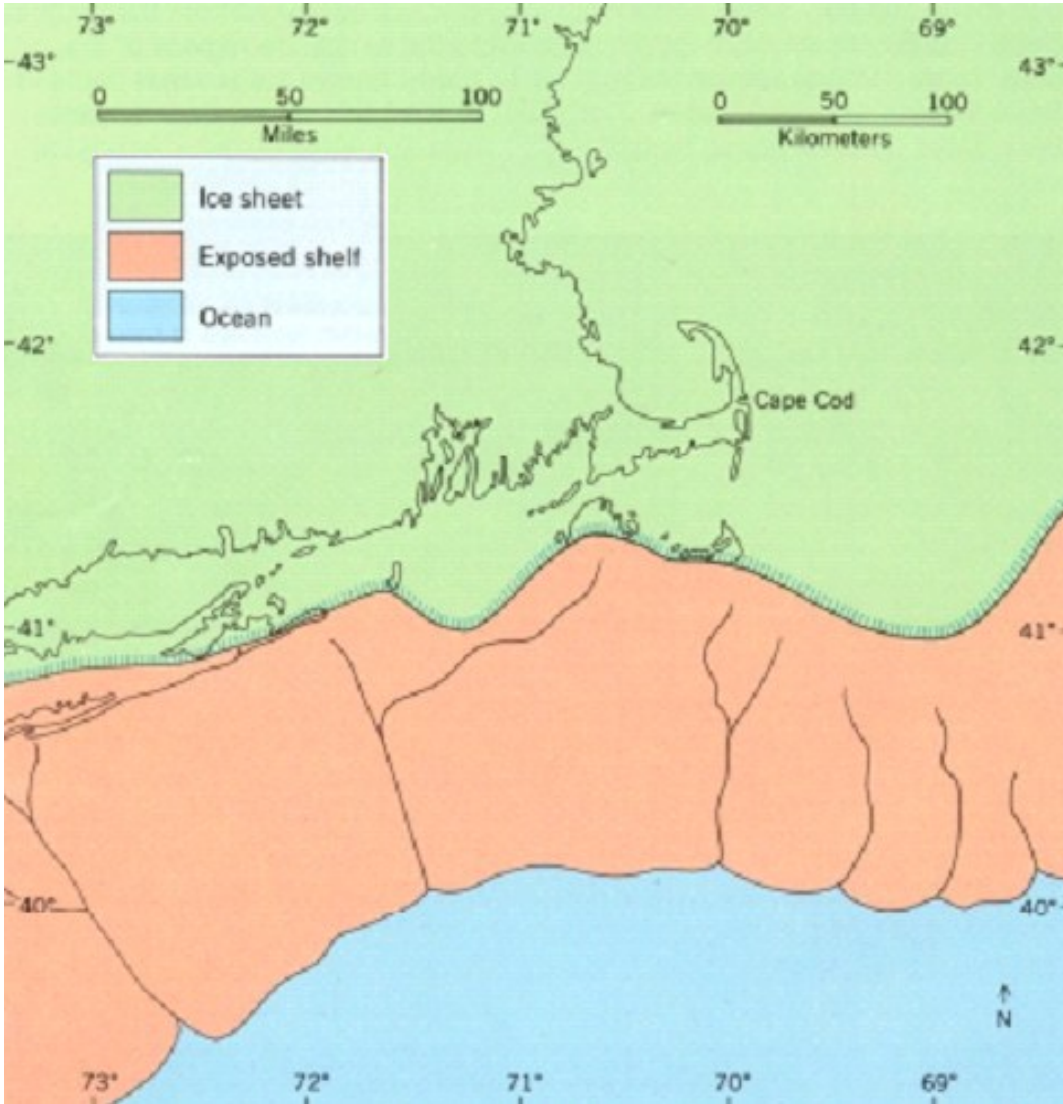 73° 72° 71° 70° 69°
43° 43°
0 50 100
Miles
0 50 100
Kilometers
Ice sheet
Exposed shelf
Ocean
42° 42°
Cape Cod
41° 41°
40° 40°
N
73° 72° 71° 70° 69°